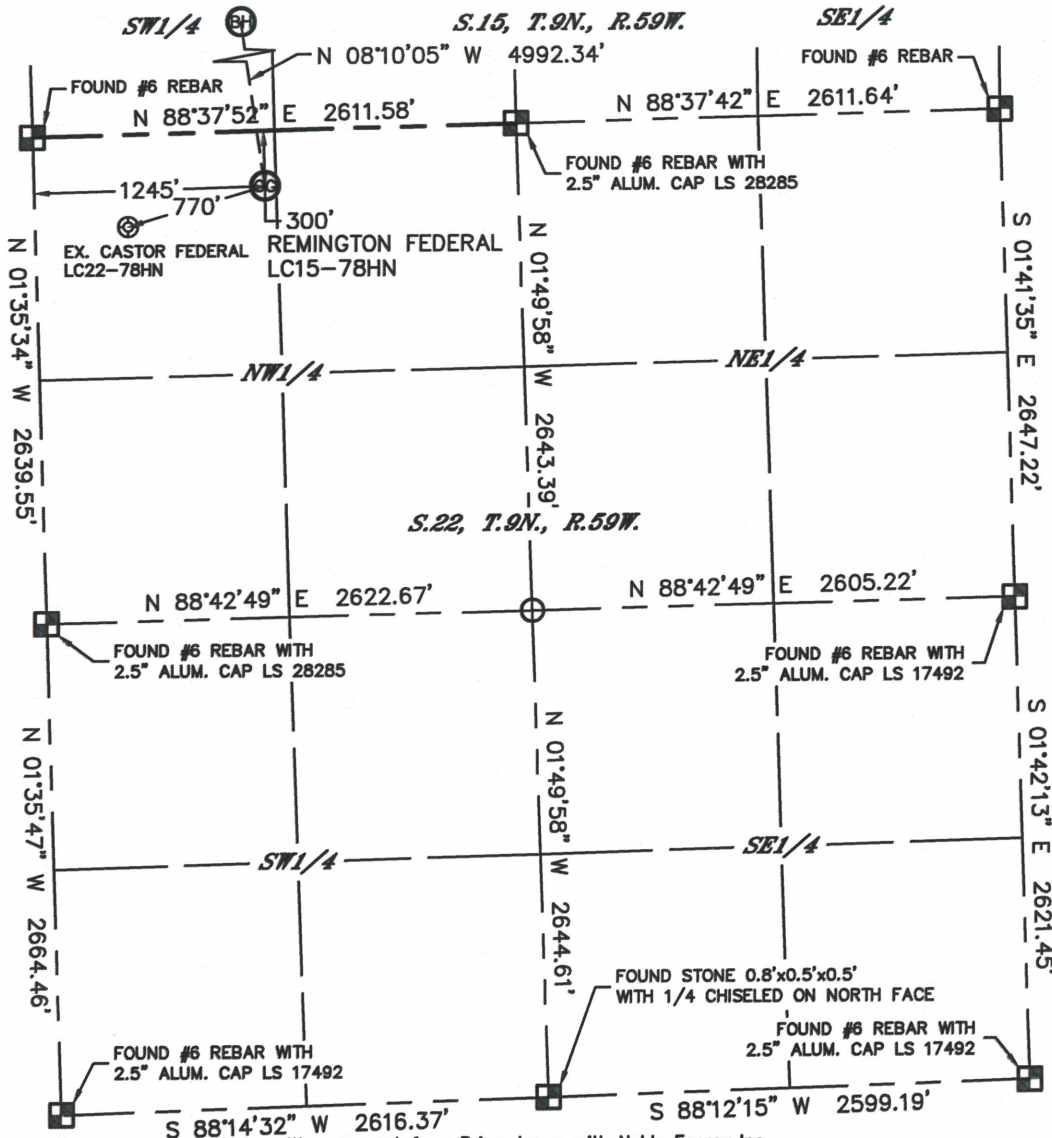 SW1/4
BH
S.15, T.9N., R.59W.
SE1/4
N 08°10'05" W 4992.34'
FOUND #6 REBAR
FOUND #6 REBAR
N 88°37'52" E 2611.58'
N 88°37'42" E 2611.64'
FOUND #6 REBAR WITH
2.5" ALUM. CAP LS 28285
1245'
770'
300'
EX. CASTOR FEDERAL
LC22-78HN
REMINGTON FEDERAL
LC15-78HN
N 01°35'34" W 2639.55'
N 01°49'58" W 2643.39'
S 01°41'35" E 2647.22'
NW1/4
NE1/4
S.22, T.9N., R.59W.
N 88°42'49" E 2622.67'
N 88°42'49" E 2605.22'
FOUND #6 REBAR WITH
2.5" ALUM. CAP LS 28285
FOUND #6 REBAR WITH
2.5" ALUM. CAP LS 17492
N 01°35'47" W 2664.46'
N 01°49'58" W 2644.61'
S 01°42'13" E 2621.45'
SW1/4
SE1/4
FOUND STONE 0.8'x0.5'x0.5'
WITH 1/4 CHISELED ON NORTH FACE
FOUND #6 REBAR WITH
2.5" ALUM. CAP LS 17492
FOUND #6 REBAR WITH
2.5" ALUM. CAP LS 17492
S 88°14'32" W 2616.37'
S 88°12'15" W 2599.19'